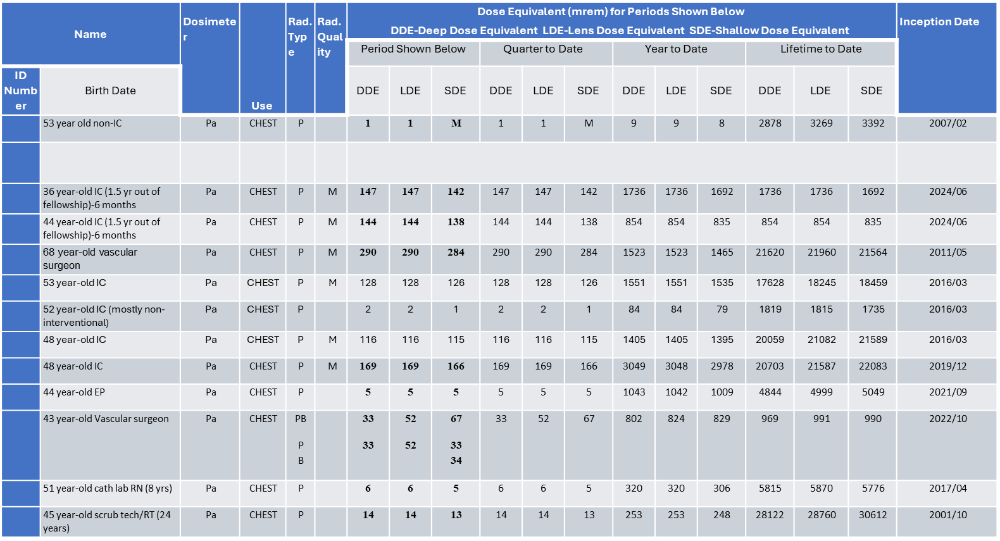 Name
Dosimete
r
Use
Rad.
Typ
e
Rad.
Qual
ity
Dose Equivalent (mrem) for Periods Shown Below
DDE-Deep Dose Equivalent LDE-Lens Dose Equivalent SDE-Shallow Dose Equivalent
Inception Date
Period Shown Below Quarter to Date Year to Date Lifetime to Date
ID
Numb
er
Birth Date
DDE LDE SDE DDE LDE SDE DDE LDE SDE DDE LDE SDE
53 year old non-IC Pa CHEST P 1 1 M 1 1 M 9 9 8 2878 3269 3392 2007/02
36 year-old IC (1.5 yr out of
fellowship)-6 months
Pa CHEST P M 147 147 142 147 147 142 1736 1736 1692 1736 1736 1692 2024/06
44 year-old IC (1.5 yr out of
fellowship)-6 months
Pa CHEST P M 144 144 138 144 144 138 854 854 835 854 854 835 2024/06
68 year-old vascular
surgeon
Pa CHEST P M 290 290 284 290 290 284 1523 1523 1465 21620 21960 21564 2011/05
53 year-old IC Pa CHEST P M 128 128 126 128 128 126 1551 1551 1535 17628 18245 18459 2016/03
52 year-old IC (mostly non-
interventional)
Pa CHEST P 2 2 1 2 2 1 84 84 79 1819 1815 1735 2016/03
48 year-old IC Pa CHEST P M 116 116 115 116 116 115 1405 1405 1395 20059 21082 21589 2016/03
48 year-old IC Pa CHEST P M 169 169 166 169 169 166 3049 3048 2978 20703 21587 22083 2019/12
44 year-old EP Pa CHEST P 5 5 5 5 5 5 1043 1042 1009 4844 4999 5049 2021/09
43 year-old Vascular surgeon Pa CHEST PB 33 52 67 33 52 67 802 824 829 969 991 990 2022/10
P 33 52 33
B 34
51 year-old cath lab RN (8 yrs) Pa CHEST P 6 6 5 6 6 5 320 320 306 5815 5870 5776 2017/04
45 year-old scrub tech/RT (24
years)
Pa CHEST P 14 14 13 14 14 13 253 253 248 28122 28760 30612 2001/10